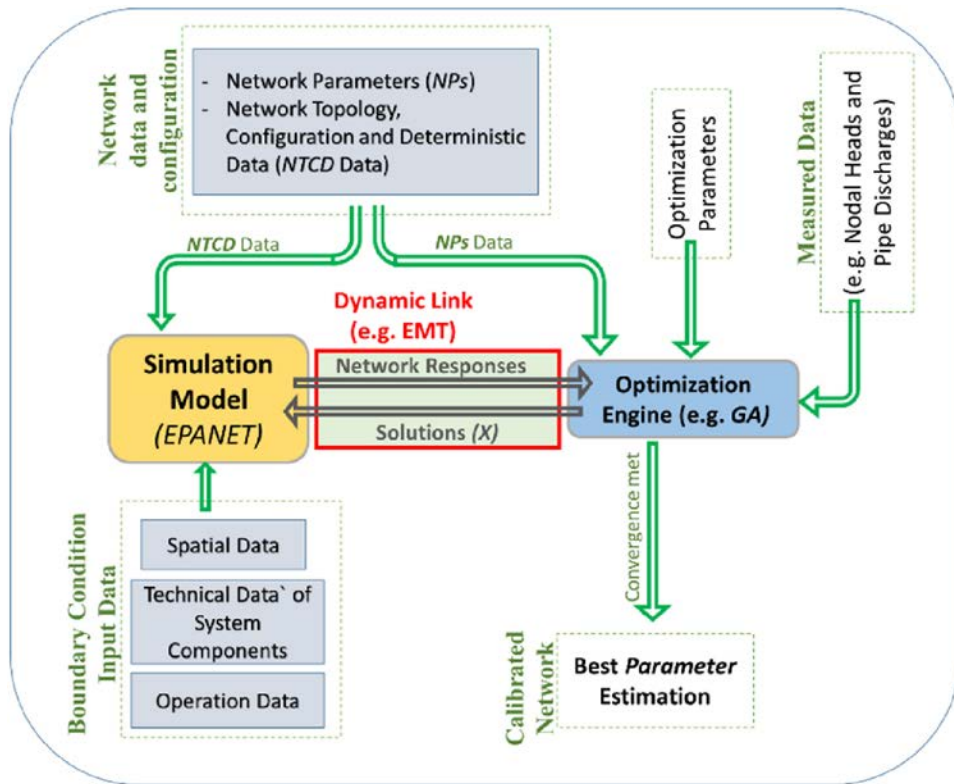 Network
data and
configuration
- Network Parameters (NPs)
- Network Topology,
Configuration and Deterministic
Data (NTCD Data)
Optimization
Parameters
Measured Data
(e.g. Nodal Heads and
Pipe Discharges)
NTCD Data
NPs Data
Dynamic Link
(e.g. EMT)
Simulation
Model
(EPANET)
Network Responses
Solutions (X)
Optimization
Engine (e.g. GA)
Boundary Condition
Input Data
Spatial Data
Technical Data` of
System
Components
Operation Data
Convergence met
Calibrated
Network
Best Parameter
Estimation